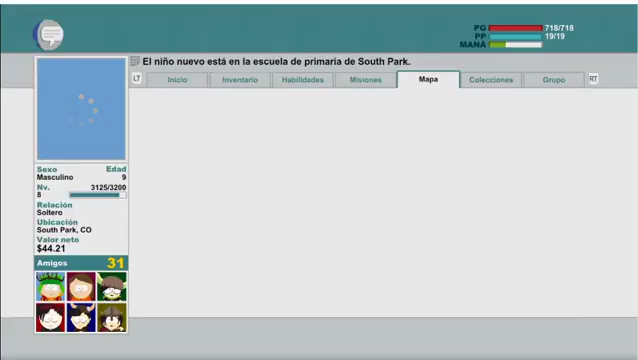 PG 718/718
PP 19/19
MANÁ
El niño nuevo está en la escuela de primaria de South Park.
LT Inicio Inventario Habilidades Misiones Mapa Colecciones Grupo RT
Sexo Edad
Masculino 9
Nv. 3125/3200
8
Relación
Soltero
Ubicación
South Park, CO
Valor neto
$44.21
Amigos 31